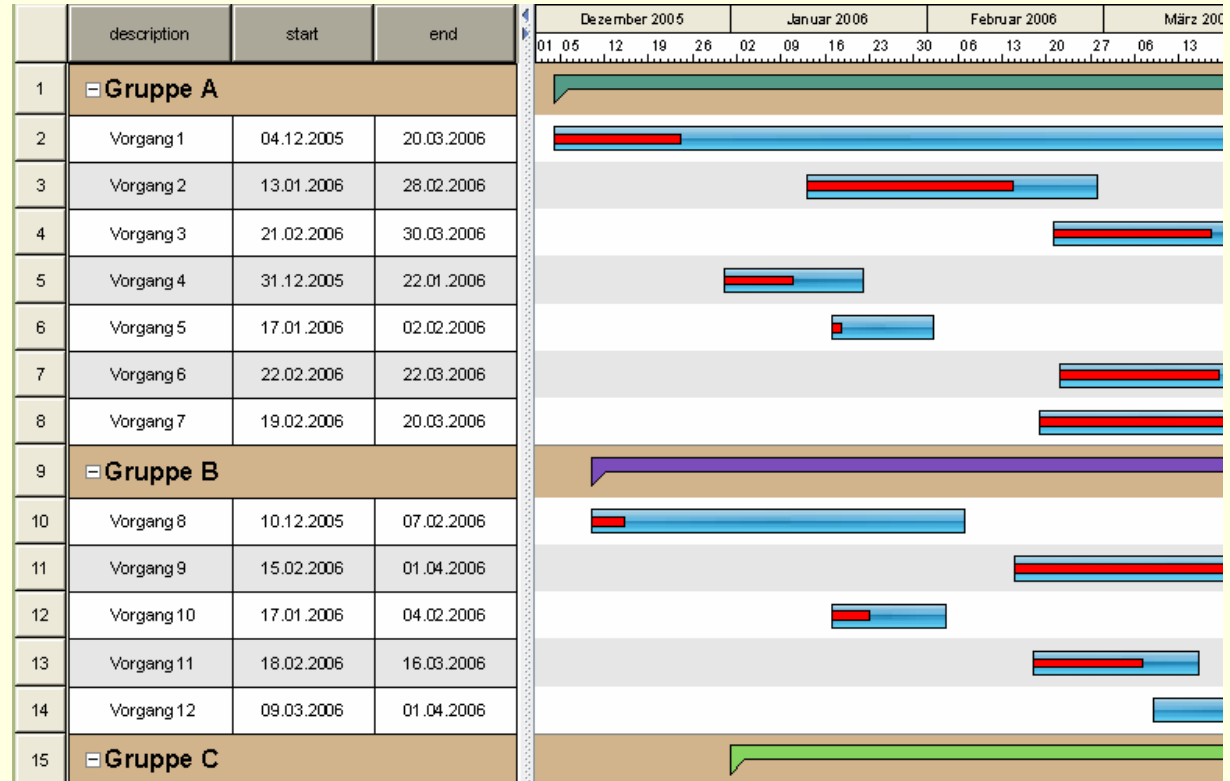 description start end Dezember 2005 Januar 2006 Februar 2006 März 200
01 05 12 19 26 02 09 16 23 30 06 13 20 27 06 13
1 Gruppe A
2 Vorgang 1 04.12.2005 20.03.2006
3 Vorgang 2 13.01.2006 28.02.2006
4 Vorgang 3 21.02.2006 30.03.2006
5 Vorgang 4 31.12.2005 22.01.2006
6 Vorgang 5 17.01.2006 02.02.2006
7 Vorgang 6 22.02.2006 22.03.2006
8 Vorgang 7 19.02.2006 20.03.2006
9 Gruppe B
10 Vorgang 8 10.12.2005 07.02.2006
11 Vorgang 9 15.02.2006 01.04.2006
12 Vorgang 10 17.01.2006 04.02.2006
13 Vorgang 11 18.02.2006 16.03.2006
14 Vorgang 12 09.03.2006 01.04.2006
15 Gruppe C